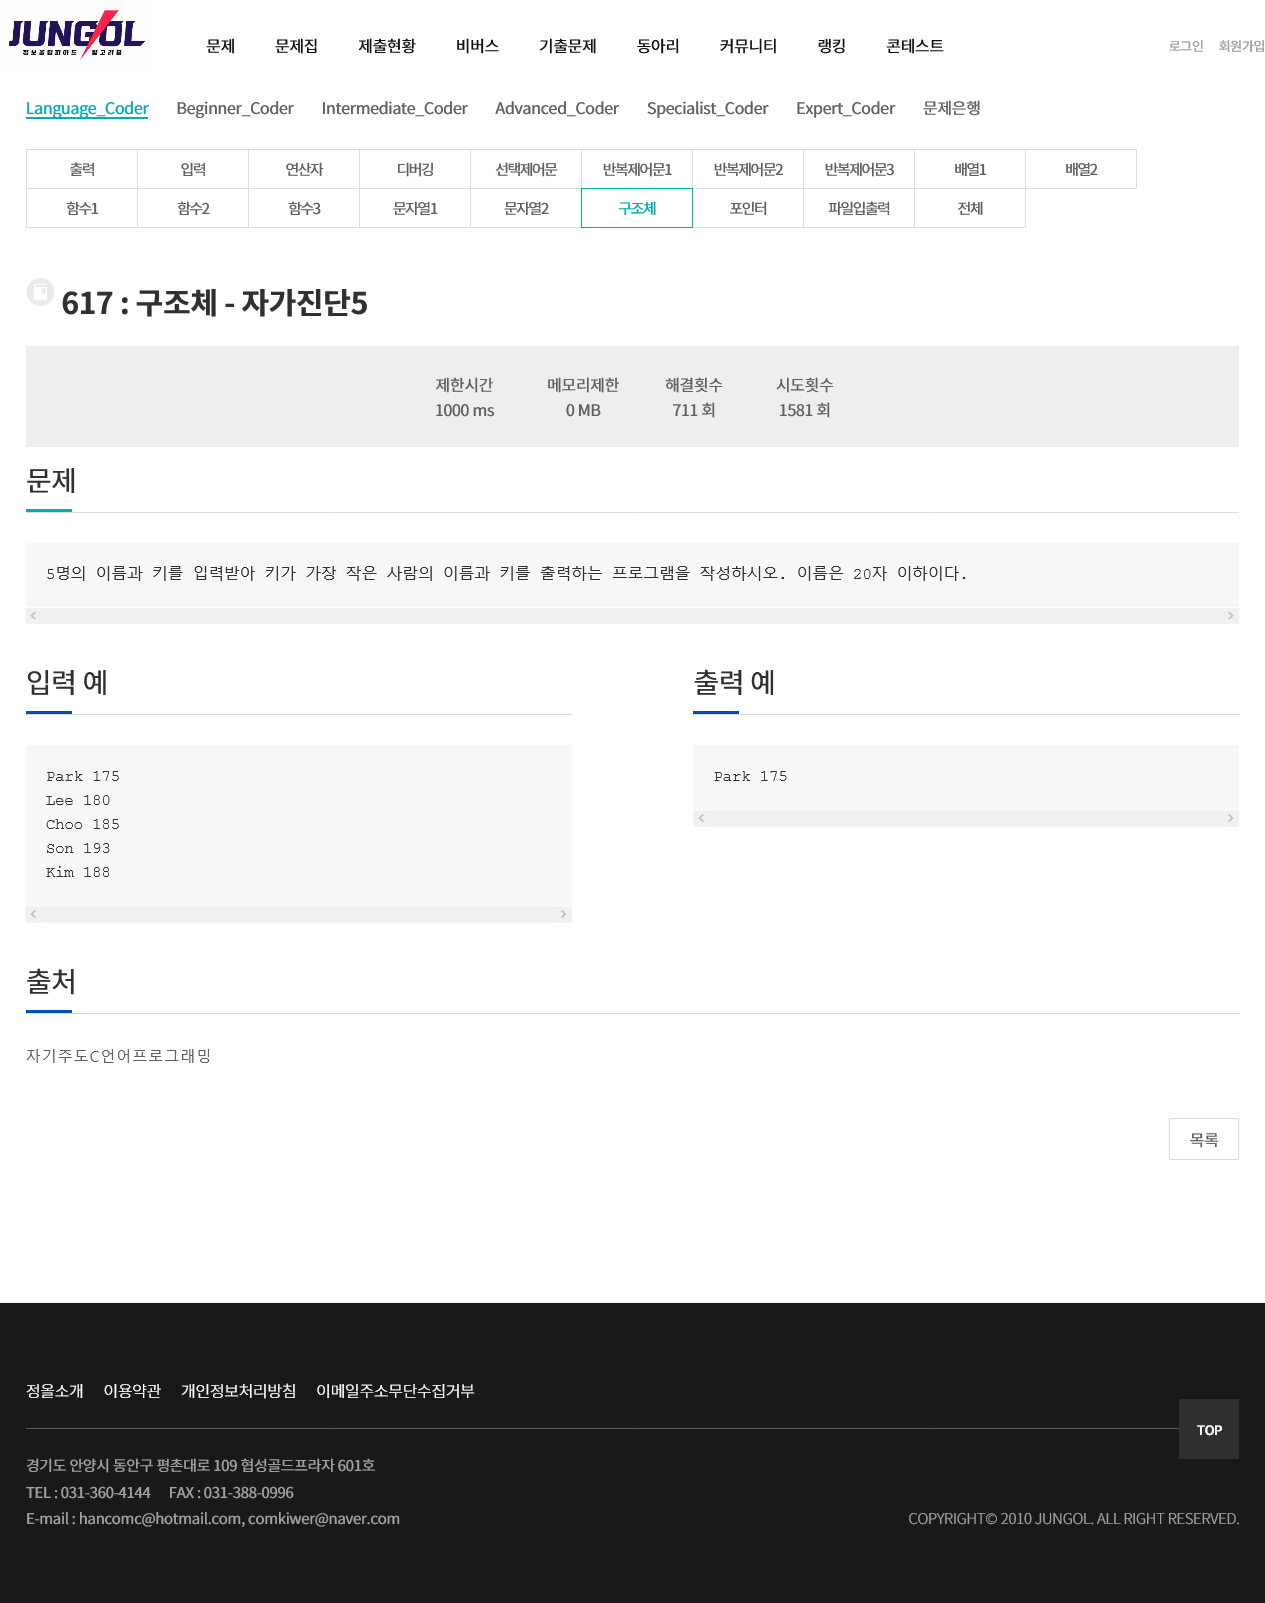 JUNGOL
정보올림피아드 알고리즘
문제 문제집 제출현황 비버스 기출문제 동아리 커뮤니티 랭킹 콘테스트 로그인 회원가입
Language_Coder Beginner_Coder Intermediate_Coder Advanced_Coder Specialist_Coder Expert_Coder 문제은행
출력 입력 연산자 디버깅 선택제어문 반복제어문1 반복제어문2 반복제어문3 배열1 배열2
함수1 함수2 함수3 문자열1 문자열2 구조체 포인터 파일입출력 전체
617 : 구조체 - 자가진단5
제한시간 메모리제한 해결횟수 시도횟수
1000 ms 0 MB 711 회 1581 회
문제
5명의 이름과 키를 입력받아 키가 가장 작은 사람의 이름과 키를 출력하는 프로그램을 작성하시오. 이름은 20자 이하이다.
입력 예
Park 175
Lee 180
Choo 185
Son 193
Kim 188
출력 예
Park 175
출처
자기주도C언어프로그래밍
목록
정올소개 이용약관 개인정보처리방침 이메일주소무단수집거부
TOP
경기도 안양시 동안구 평촌대로 109 협성골드프라자 601호
TEL : 031-360-4144 FAX : 031-388-0996
E-mail : hancomc@hotmail.com, comkiwer@naver.com
COPYRIGHT© 2010 JUNGOL. ALL RIGHT RESERVED.